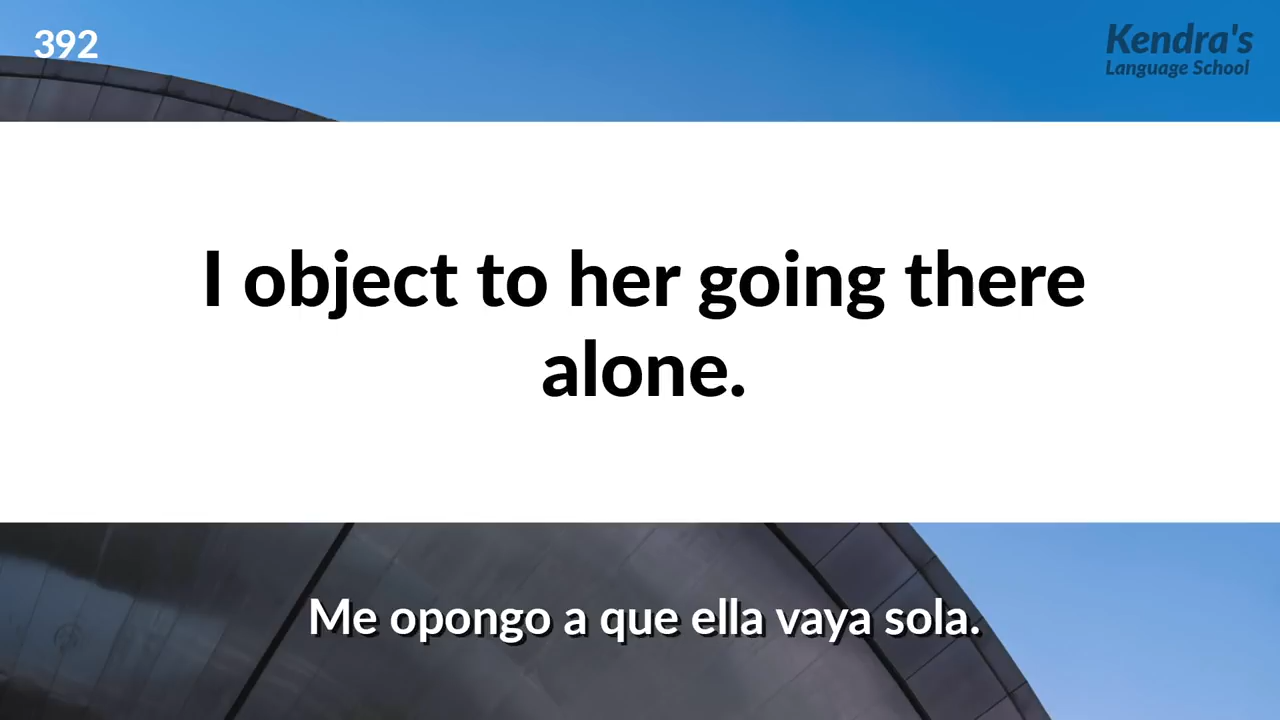 392
Kendra's
Language School
I object to her going there
alone.
Me opongo a que ella vaya sola.